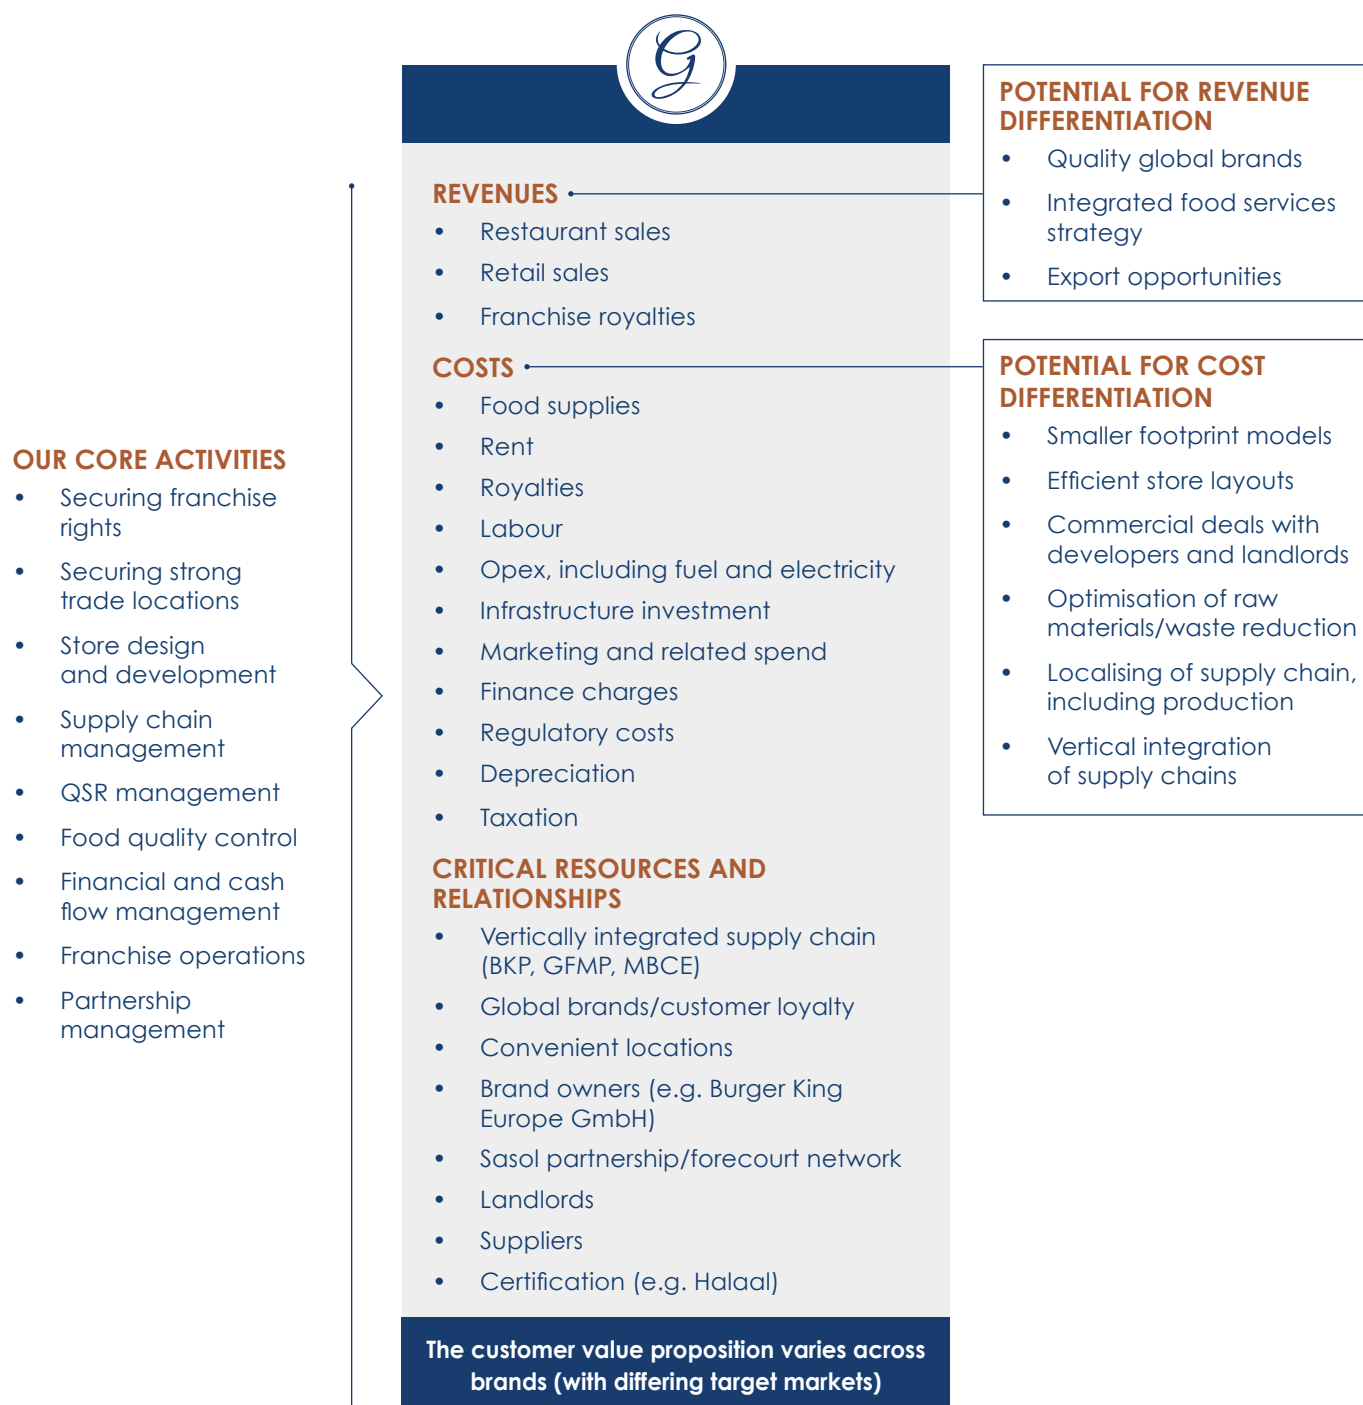 G
OUR CORE ACTIVITIES
• Securing franchise
rights
• Securing strong
trade locations
• Store design
and development
• Supply chain
management
• QSR management
• Food quality control
• Financial and cash
flow management
• Franchise operations
• Partnership
management
REVENUES
• Restaurant sales
• Retail sales
• Franchise royalties
COSTS
• Food supplies
• Rent
• Royalties
• Labour
• Opex, including fuel and electricity
• Infrastructure investment
• Marketing and related spend
• Finance charges
• Regulatory costs
• Depreciation
• Taxation
CRITICAL RESOURCES AND
RELATIONSHIPS
• Vertically integrated supply chain
(BKP, GFMP, MBCE)
• Global brands/customer loyalty
• Convenient locations
• Brand owners (e.g. Burger King
Europe GmbH)
• Sasol partnership/forecourt network
• Landlords
• Suppliers
• Certification (e.g. Halaal)
The customer value proposition varies across
brands (with differing target markets)
POTENTIAL FOR REVENUE
DIFFERENTIATION
• Quality global brands
• Integrated food services
strategy
• Export opportunities
POTENTIAL FOR COST
DIFFERENTIATION
• Smaller footprint models
• Efficient store layouts
• Commercial deals with
developers and landlords
• Optimisation of raw
materials/waste reduction
• Localising of supply chain,
including production
• Vertical integration
of supply chains